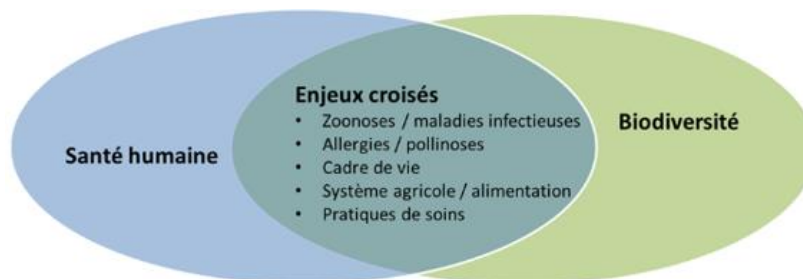 Santé humaine
Enjeux croisés
• Zoonoses / maladies infectieuses
• Allergies / pollinoses
• Cadre de vie
• Système agricole / alimentation
• Pratiques de soins
Biodiversité